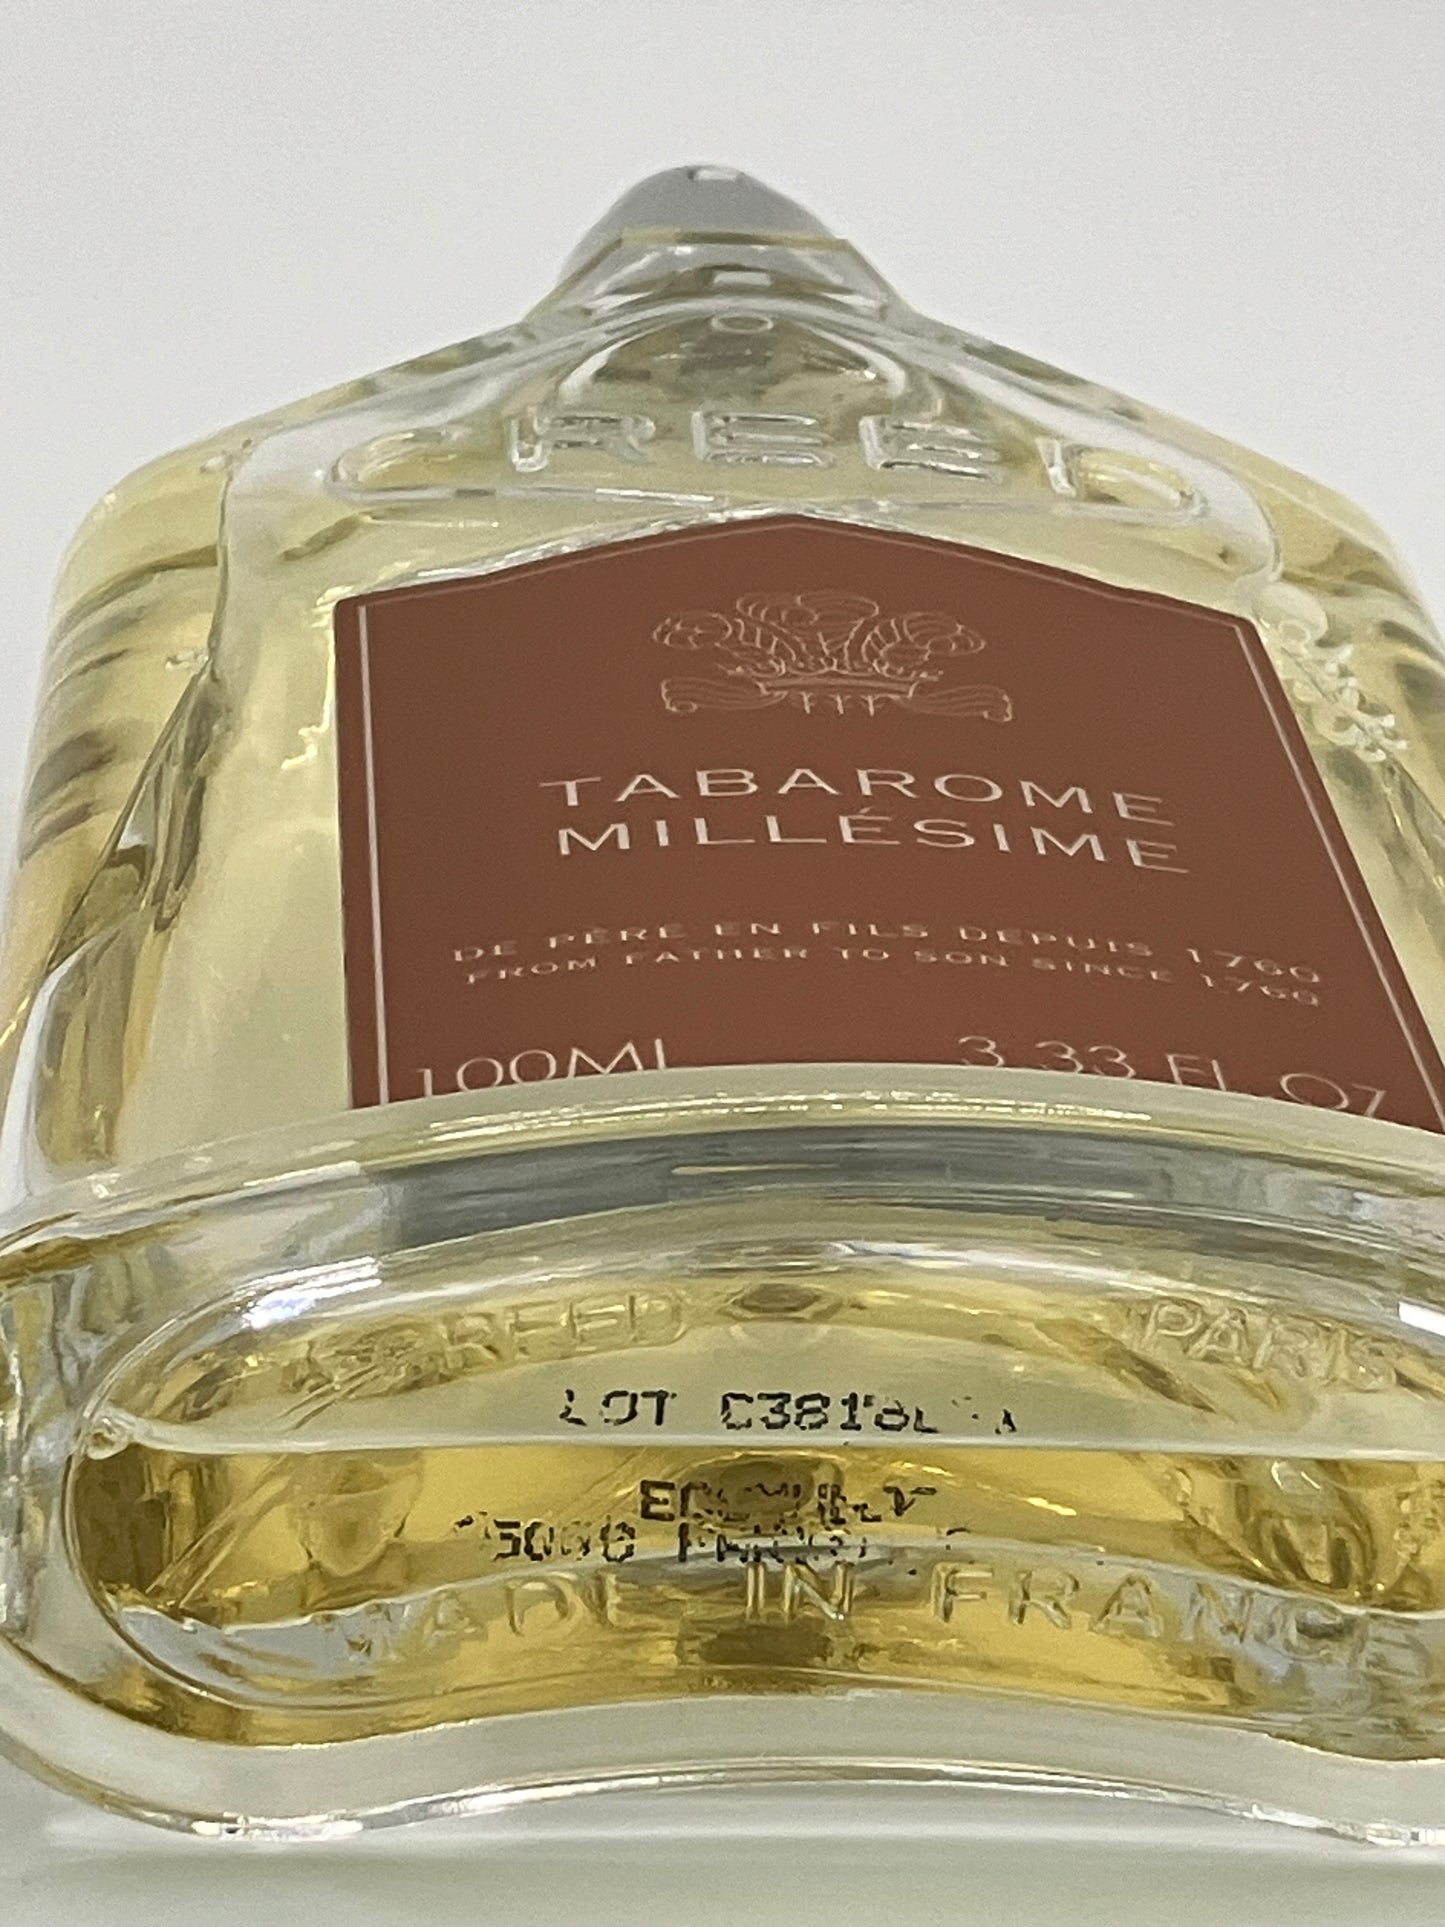 CREED
TABAROME
MILLÉSIME
DE PÈRE EN FILS DEPUIS 1760
FROM FATHER TO SON SINCE 1760
100ML 3.33 FL. OZ
CREED PARIS
LOT
MADE IN FRANCE